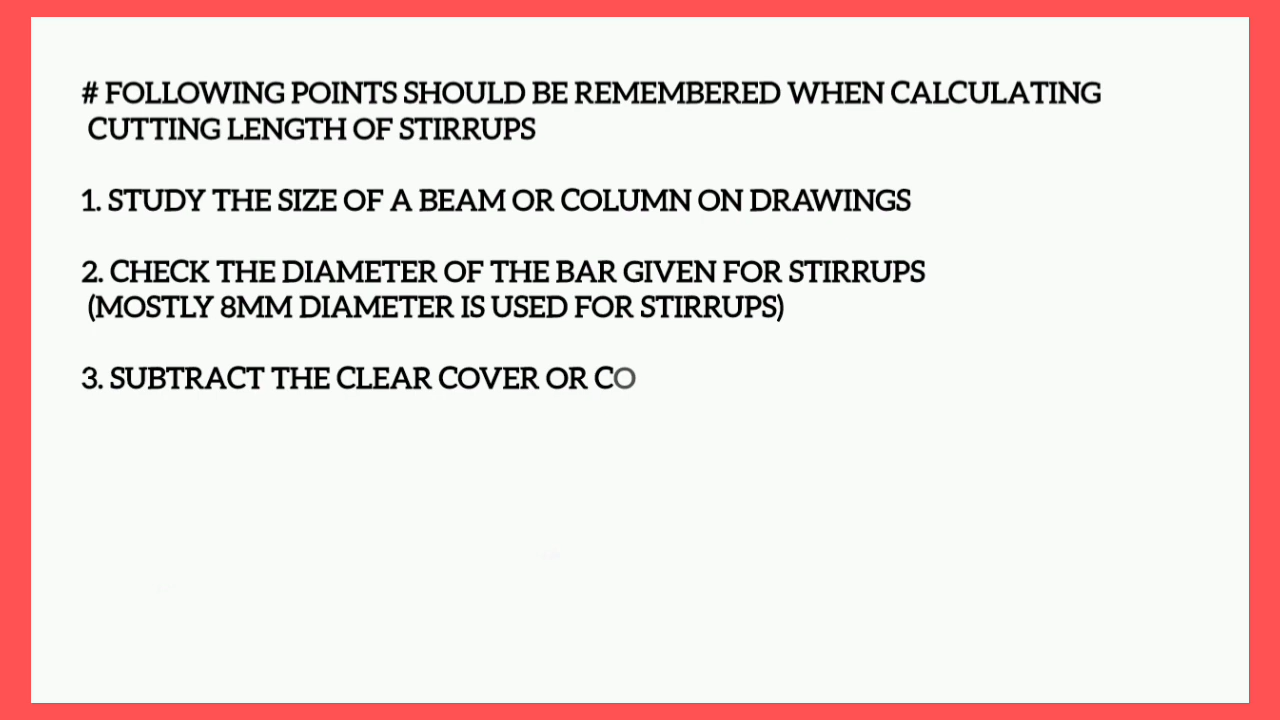 # FOLLOWING POINTS SHOULD BE REMEMBERED WHEN CALCULATING
CUTTING LENGTH OF STIRRUPS
1. STUDY THE SIZE OF A BEAM OR COLUMN ON DRAWINGS
2. CHECK THE DIAMETER OF THE BAR GIVEN FOR STIRRUPS
(MOSTLY 8MM DIAMETER IS USED FOR STIRRUPS)
3. SUBTRACT THE CLEAR COVER OR CO